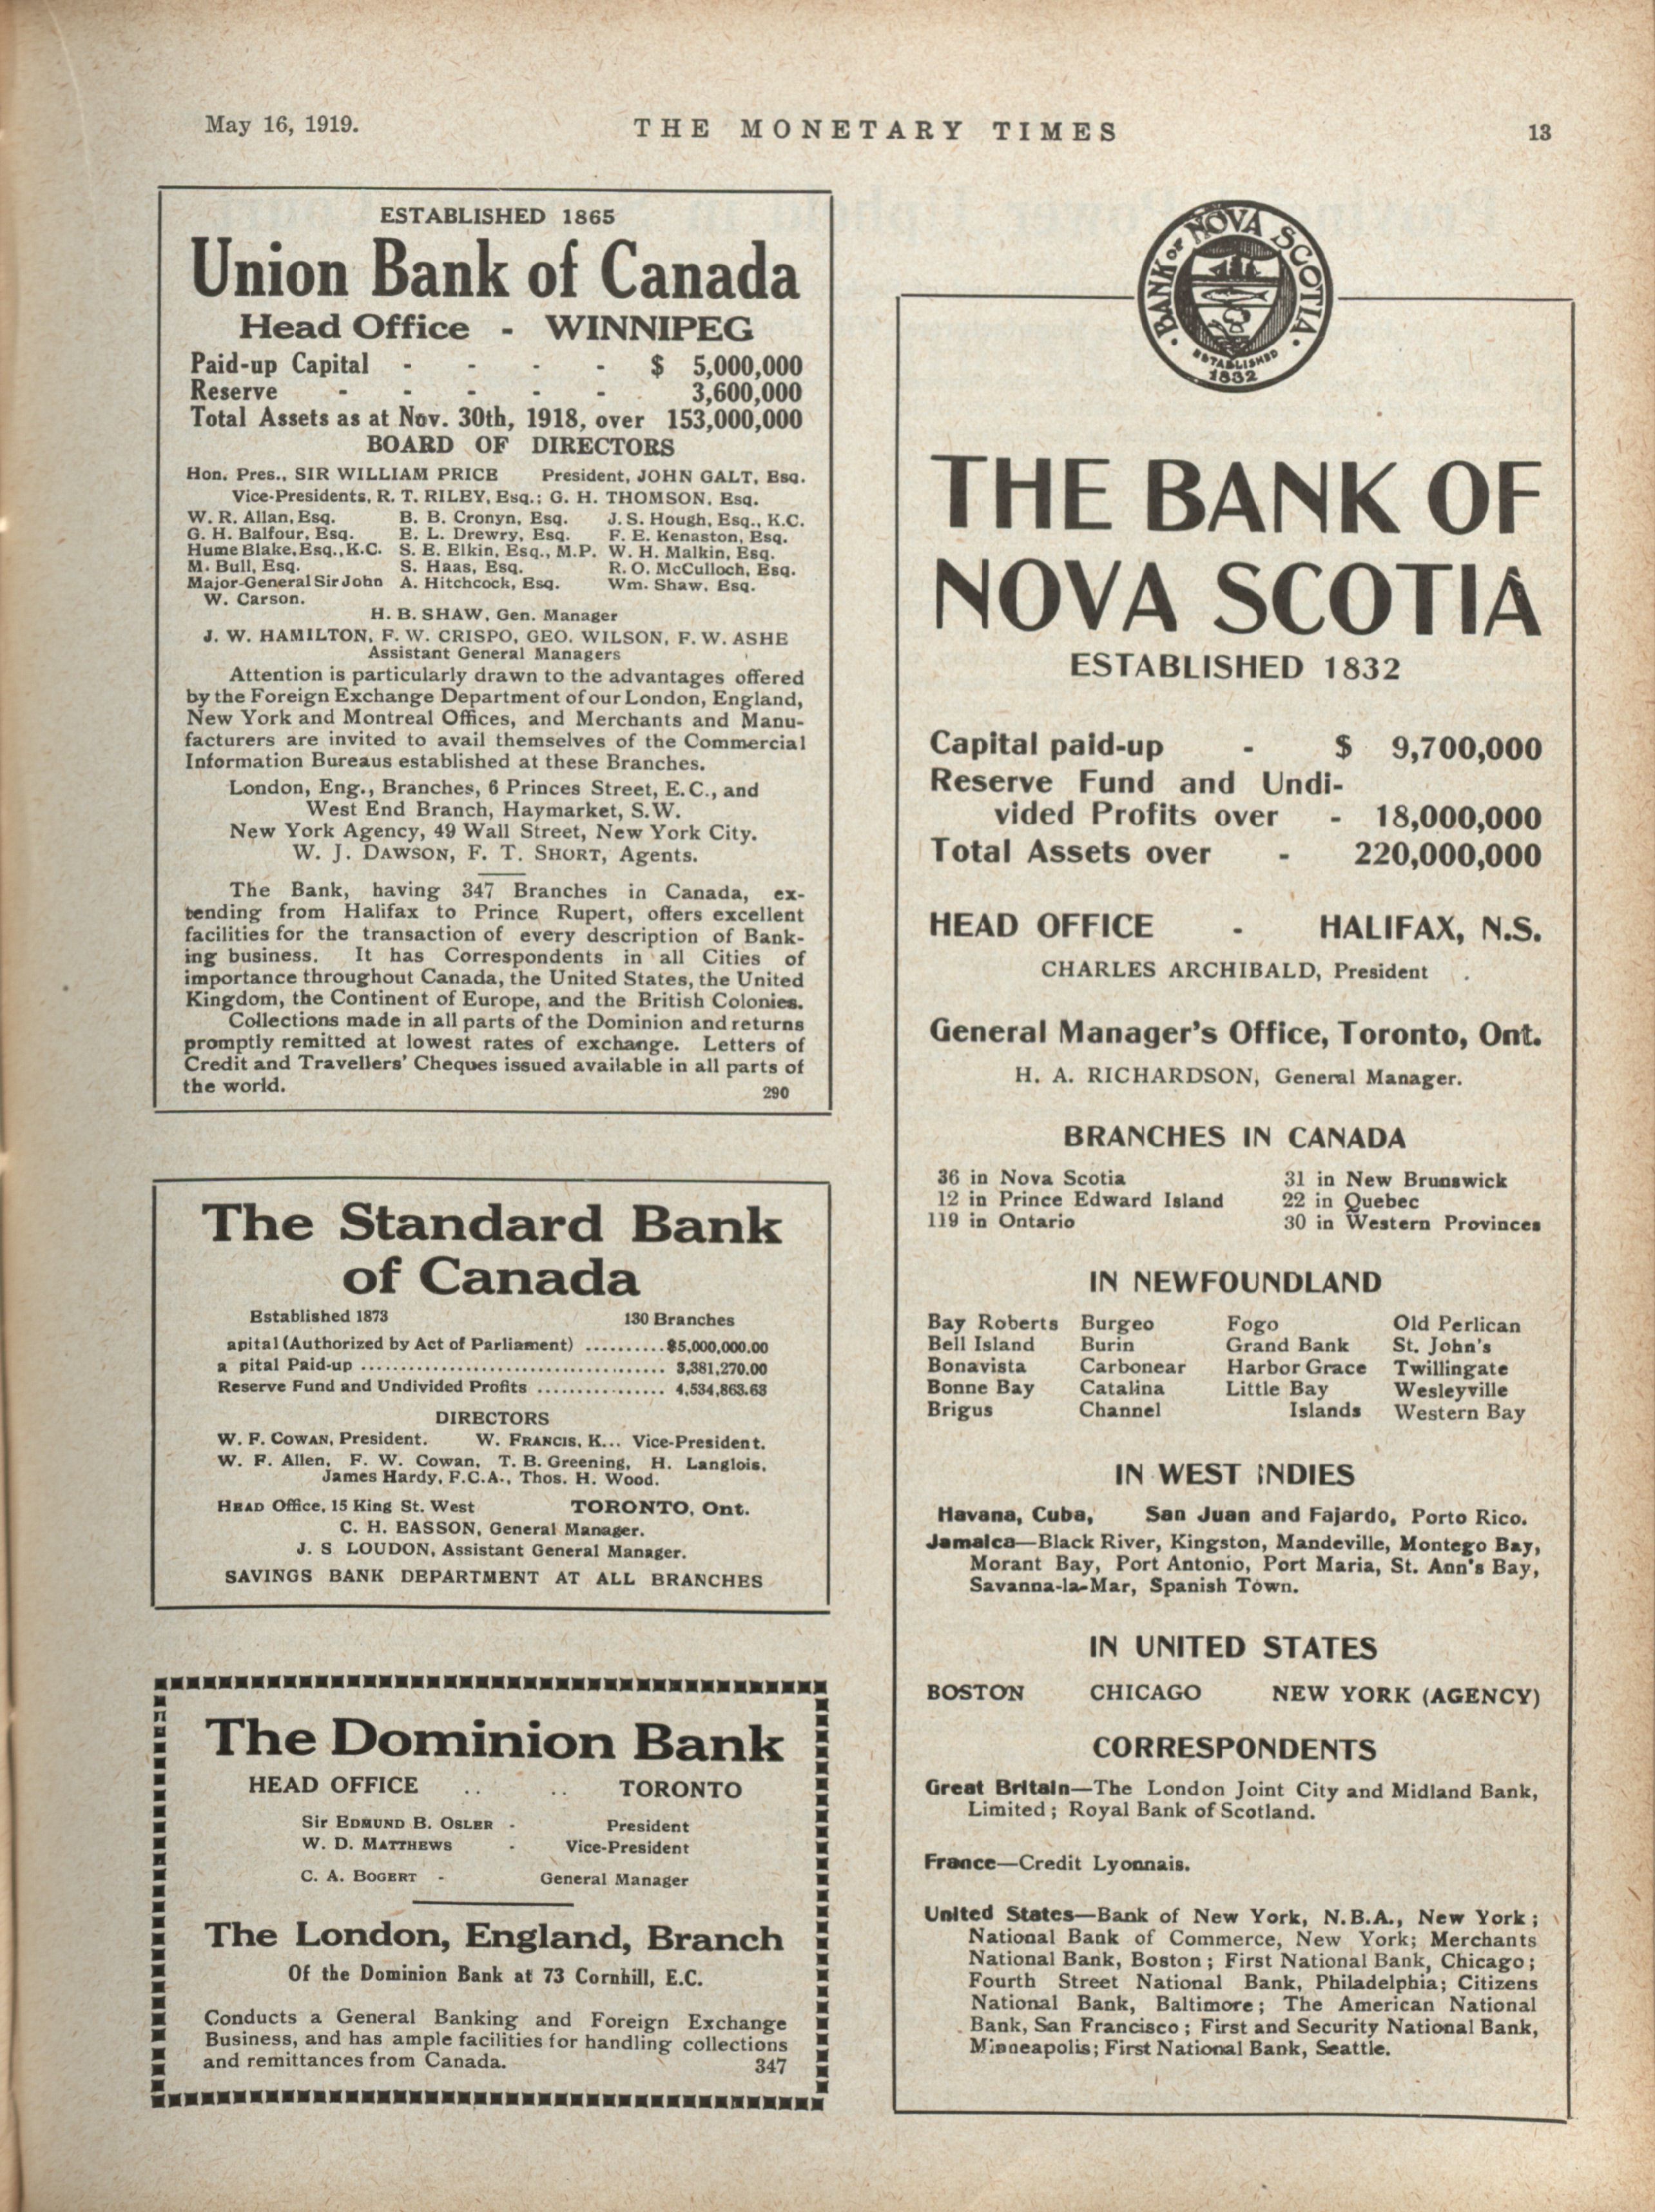 May 16, 1919.
THE MONETARY TIMES
13
ESTABLISHED 1865
Union Bank of Canada
Head Office - WINNIPEG
Paid-up Capital - - - - $ 5,000,000
Reserve - - - - - 3,600,000
Total Assets as at Nov. 30th, 1918, over 153,000,000
BOARD OF DIRECTORS
Hon. Pres., SIR WILLIAM PRICE President, JOHN GALT, Esq.
Vice-Presidents, R. T. RILEY, Esq.; G. H. THOMSON, Esq.
W. R. Allan, Esq. B. B. Cronyn, Esq. J. S. Hough, Esq., K.C.
G. H. Balfour, Esq. E. L. Drewry, Esq. F. E. Kenaston, Esq.
Hume Blake, Esq., K.C. S. E. Elkin, Esq., M.P. W. H. Malkin, Esq.
M. Bull, Esq. S. Haas, Esq. R. O. McCulloch, Esq.
Major-General Sir John A. Hitchcock, Esq. Wm. Shaw, Esq.
W. Carson.
H. B. SHAW, Gen. Manager
J. W. HAMILTON, F. W. CRISPO, GEO. WILSON, F. W. ASHE
Assistant General Managers
Attention is particularly drawn to the advantages offered
by the Foreign Exchange Department of our London, England,
New York and Montreal Offices, and Merchants and Manu-
facturers are invited to avail themselves of the Commercial
Information Bureaus established at these Branches.
London, Eng., Branches, 6 Princes Street, E.C., and
West End Branch, Haymarket, S.W.
New York Agency, 49 Wall Street, New York City.
W. J. DAWSON, F. T. SHORT, Agents.
The Bank, having 347 Branches in Canada, ex-
tending from Halifax to Prince Rupert, offers excellent
facilities for the transaction of every description of Bank-
ing business. It has Correspondents in all Cities of
importance throughout Canada, the United States, the United
Kingdom, the Continent of Europe, and the British Colonies.
Collections made in all parts of the Dominion and returns
promptly remitted at lowest rates of exchange. Letters of
Credit and Travellers' Cheques issued available in all parts of
the world. 290
The Standard Bank
of Canada
Established 1873 130 Branches
apital (Authorized by Act of Parliament) .......... $5,000,000.00
a pital Paid-up ...................................... 3,381,270.00
Reserve Fund and Undivided Profits ................ 4,534,863.63
DIRECTORS
W. F. COWAN, President. W. FRANCIS, K... Vice-President.
W. F. Allen, F. W. Cowan, T. B. Greening, H. Langlois,
James Hardy, F.C.A., Thos. H. Wood.
HEAD Office, 15 King St. West TORONTO, Ont.
C. H. EASSON, General Manager.
J. S LOUDON, Assistant General Manager.
SAVINGS BANK DEPARTMENT AT ALL BRANCHES
The Dominion Bank
HEAD OFFICE .. .. TORONTO
Sir EDMUND B. OSLER - President
W. D. MATTHEWS - Vice-President
C. A. BOGERT - General Manager
The London, England, Branch
Of the Dominion Bank at 73 Cornhill, E.C.
Conducts a General Banking and Foreign Exchange
Business, and has ample facilities for handling collections
and remittances from Canada. 347
BANK OF NOVA SCOTIA
ESTABLISHED
1832
THE BANK OF
NOVA SCOTIA
ESTABLISHED 1832
Capital paid-up - $ 9,700,000
Reserve Fund and Undi-
vided Profits over - 18,000,000
Total Assets over - 220,000,000
HEAD OFFICE - HALIFAX, N.S.
CHARLES ARCHIBALD, President
General Manager's Office, Toronto, Ont.
H. A. RICHARDSON, General Manager.
BRANCHES IN CANADA
36 in Nova Scotia 31 in New Brunswick
12 in Prince Edward Island 22 in Quebec
119 in Ontario 30 in Western Provinces
IN NEWFOUNDLAND
Bay Roberts Burgeo Fogo Old Perlican
Bell Island Burin Grand Bank St. John's
Bonavista Carbonear Harbor Grace Twillingate
Bonne Bay Catalina Little Bay Wesleyville
Brigus Channel Islands Western Bay
IN WEST INDIES
Havana, Cuba, San Juan and Fajardo, Porto Rico.
Jamaica—Black River, Kingston, Mandeville, Montego Bay,
Morant Bay, Port Antonio, Port Maria, St. Ann's Bay,
Savanna-la-Mar, Spanish Town.
IN UNITED STATES
BOSTON CHICAGO NEW YORK (AGENCY)
CORRESPONDENTS
Great Britain—The London Joint City and Midland Bank,
Limited; Royal Bank of Scotland.
France—Credit Lyonnais.
United States—Bank of New York, N.B.A., New York;
National Bank of Commerce, New York; Merchants
National Bank, Boston; First National Bank, Chicago;
Fourth Street National Bank, Philadelphia; Citizens
National Bank, Baltimore; The American National
Bank, San Francisco; First and Security National Bank,
Minneapolis; First National Bank, Seattle.